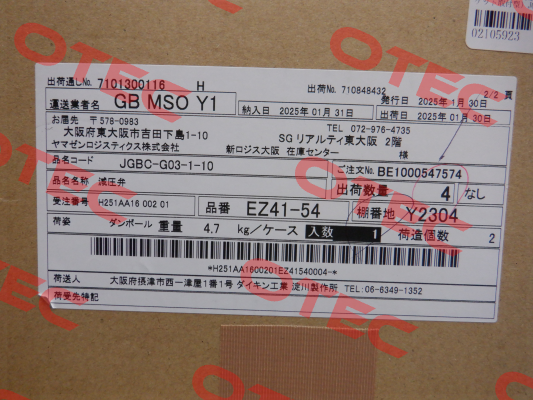 02105923
出荷通しNo. 7101300116 H 出荷No. 710848432 2/2 頁
運送業者名 GB MSO Y1 発行日 2025年 1月 30日
納入日 2025年 01月 31日 出荷日 2025年 01月 30日
お届先 〒578-0983 TEL 072-976-4735
大阪府東大阪市吉田下島1-10 SGリアルティ東大阪 2階
ヤマゼンロジスティクス株式会社 新ロジス大阪 在庫センター 様
品名コード JGBC-G03-1-10 ご注文No. BE1000547574
品名名称 減圧弁 出荷数量 4 なし
受注番号 H251AA16 002 01 品番 EZ41-54 棚番地 Y2304
荷姿 ダンボール 重量 4.7 kg/ケース 入数 1 荷造個数 2
*H251AA1600201EZ41540004-*
荷送人 大阪府摂津市西一津屋1番1号 ダイキン工業 淀川製作所 TEL 06-6349-1352
荷受先特記
OTEC
OTEC
OTEC
OTEC
OTEC
OTEC